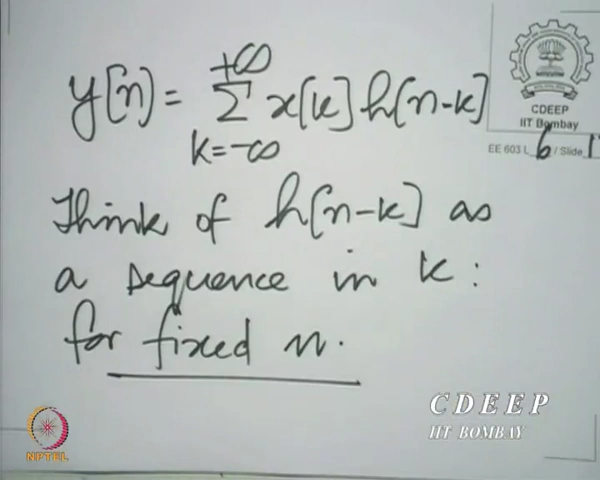 y[n] = +∞ Σ k=-∞ x[k] h[n-k]
CDEEP
IIT Bombay
EE 603 L 6 / Slide 1
Think of h[n-k] as
a sequence in k :
for fixed n.
CDEEP
IIT BOMBAY
NPTEL